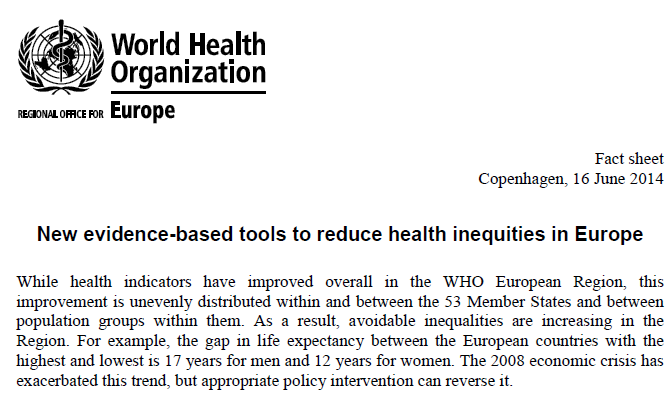 World Health
Organization
REGIONAL OFFICE FOR Europe
Fact sheet
Copenhagen, 16 June 2014
New evidence-based tools to reduce health inequities in Europe
While health indicators have improved overall in the WHO European Region, this
improvement is unevenly distributed within and between the 53 Member States and between
population groups within them. As a result, avoidable inequalities are increasing in the
Region. For example, the gap in life expectancy between the European countries with the
highest and lowest is 17 years for men and 12 years for women. The 2008 economic crisis has
exacerbated this trend, but appropriate policy intervention can reverse it.